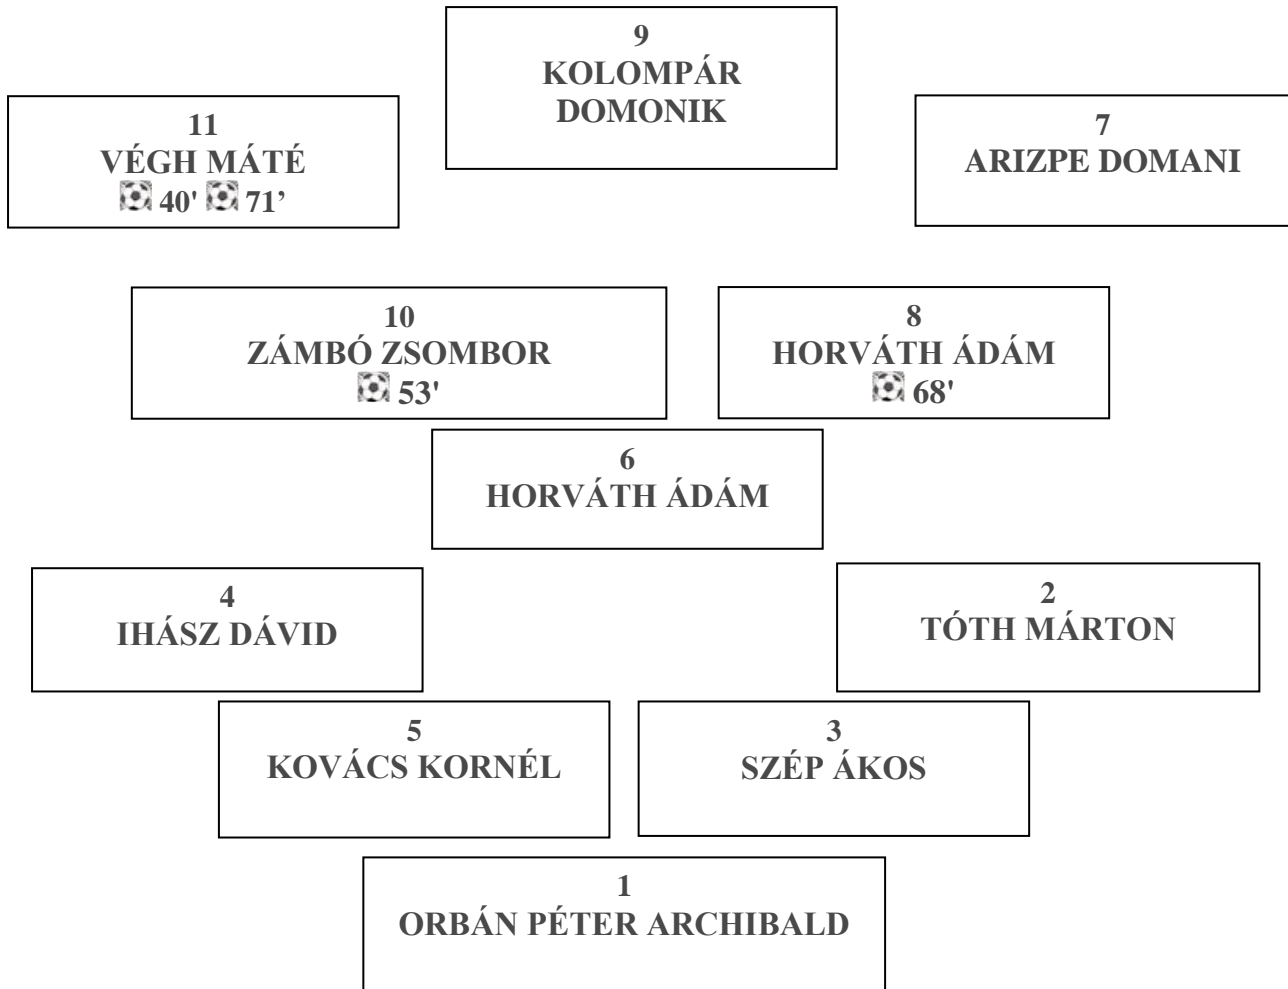 9
KOLOMPÁR
DOMONIK
11
VÉGH MÁTÉ
40' 71’
7
ARIZPE DOMANI
10
ZÁMBÓ ZSOMBOR
53'
8
HORVÁTH ÁDÁM
68'
6
HORVÁTH ÁDÁM
4
IHÁSZ DÁVID
2
TÓTH MÁRTON
5
KOVÁCS KORNÉL
3
SZÉP ÁKOS
1
ORBÁN PÉTER ARCHIBALD